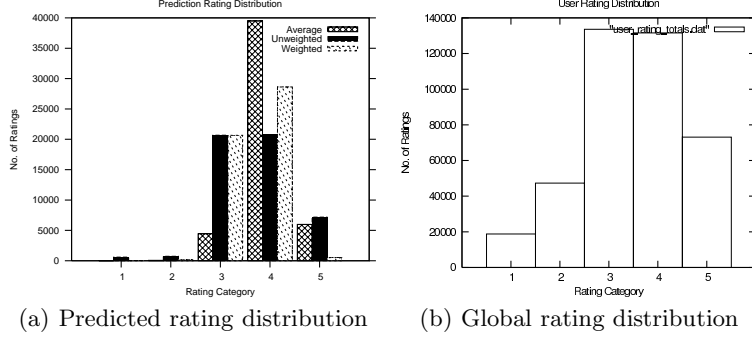 Prediction Rating Distribution
40000
35000
30000
25000
20000
15000
10000
5000
0
No. of Ratings
Average
Unweighted
Weighted
1 2 3 4 5
Rating Category
(a) Predicted rating distribution
User Rating Distribution
140000
120000
100000
80000
60000
40000
20000
0
No. of Ratings
"user_rating_totals.dat"
1 2 3 4 5
Rating Category
(b) Global rating distribution